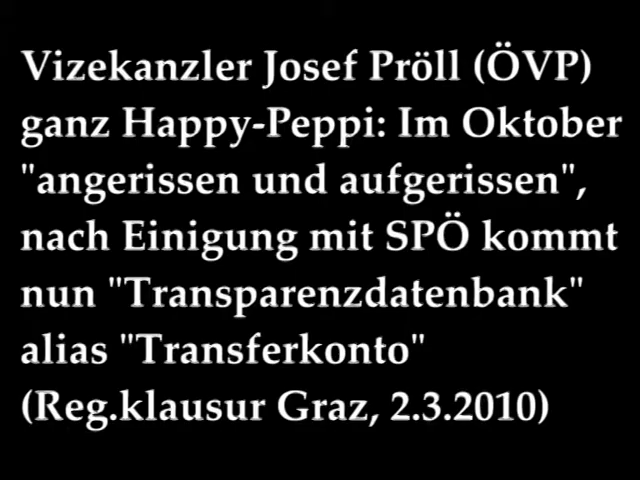 Vizekanzler Josef Pröll (ÖVP)
ganz Happy-Peppi: Im Oktober
"angerissen und aufgerissen",
nach Einigung mit SPÖ kommt
nun "Transparenzdatenbank"
alias "Transferkonto"
(Reg.klausur Graz, 2.3.2010)